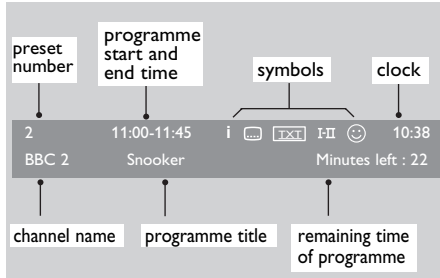 preset
number
programme
start and
end time
symbols
clock
2 11:00-11:45 i .... TXT I-II 10:38
BBC 2 Snooker Minutes left : 22
channel name
programme title
remaining time
of programme